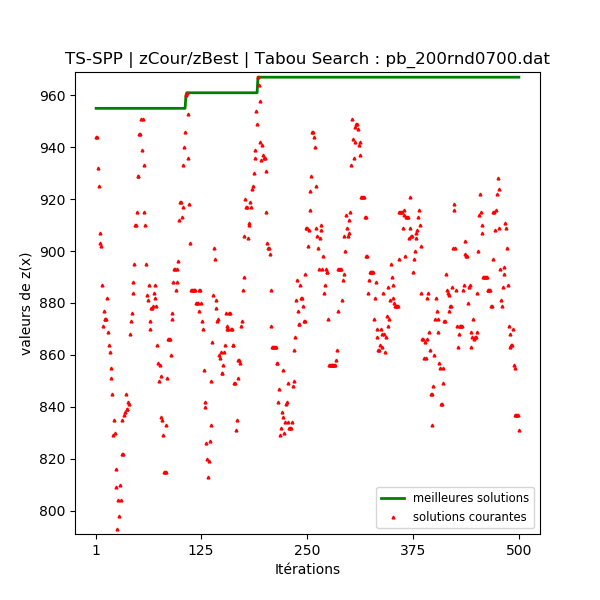 TS-SPP | zCour/zBest | Tabou Search : pb_200rnd0700.dat
valeurs de z(x)
960
940
920
900
880
860
840
820
800
meilleures solutions
solutions courantes
1 125 250 375 500
Itérations